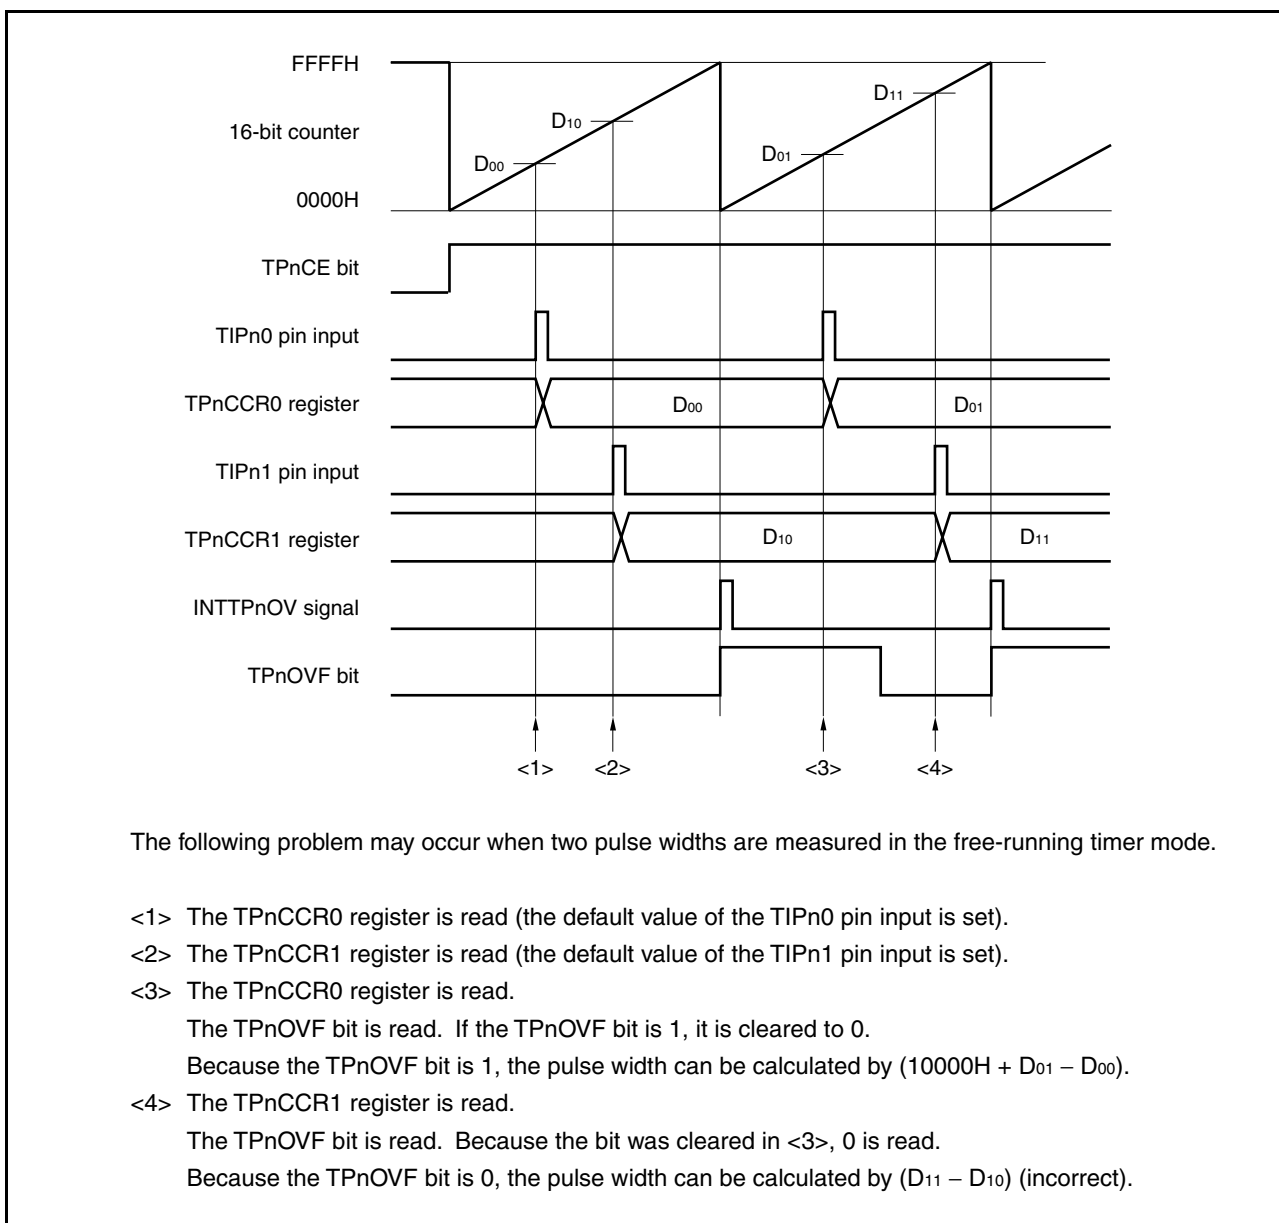 FFFFH
16-bit counter
0000H
D00
D10
D01
D11
TPnCE bit
TIPn0 pin input
TPnCCR0 register
D00
D01
TIPn1 pin input
TPnCCR1 register
D10
D11
INTTPnOV signal
TPnOVF bit
<1> <2> <3> <4>
The following problem may occur when two pulse widths are measured in the free-running timer mode.
<1> The TPnCCR0 register is read (the default value of the TIPn0 pin input is set).
<2> The TPnCCR1 register is read (the default value of the TIPn1 pin input is set).
<3> The TPnCCR0 register is read.
The TPnOVF bit is read. If the TPnOVF bit is 1, it is cleared to 0.
Because the TPnOVF bit is 1, the pulse width can be calculated by (10000H + D01 − D00).
<4> The TPnCCR1 register is read.
The TPnOVF bit is read. Because the bit was cleared in <3>, 0 is read.
Because the TPnOVF bit is 0, the pulse width can be calculated by (D11 − D10) (incorrect).